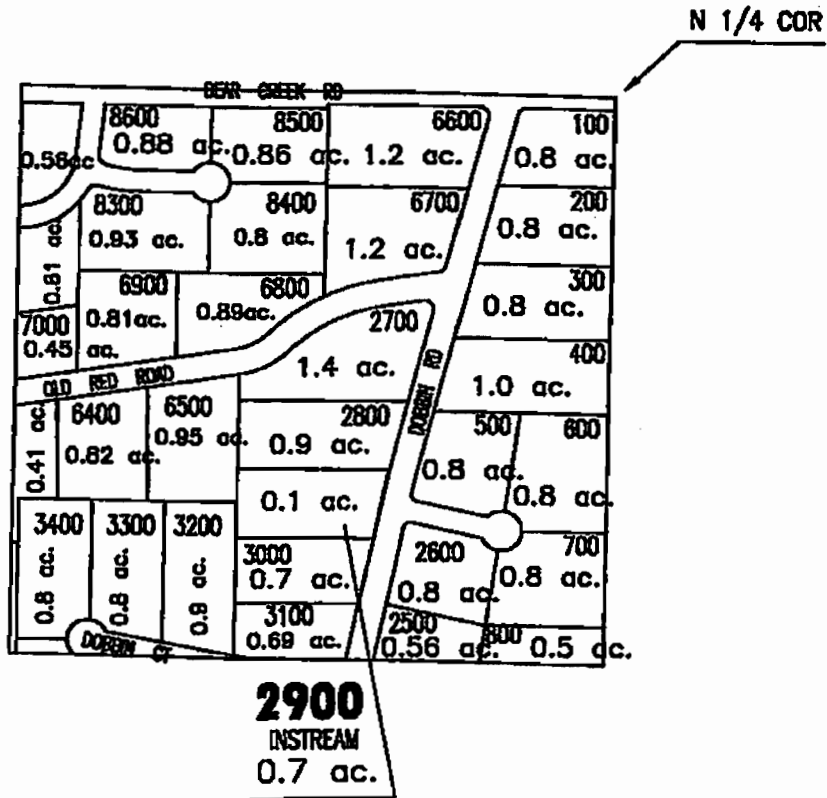 N 1/4 COR
BEAR CREEK RD
8600
0.88 ac.
8500
0.86 ac.
6600
1.2 ac.
100
0.8 ac.
0.56ac
8300
0.93 ac.
8400
0.8 ac.
6700
1.2 ac.
200
0.8 ac.
0.81 ac.
6900
0.81ac.
6800
0.89ac.
300
0.8 ac.
7000
0.45 ac.
2700
1.4 ac.
400
1.0 ac.
OLD RED ROAD
DOBBIN RD
0.41 ac.
6400
0.82 ac.
6500
0.95 ac.
2800
0.9 ac.
500
0.8 ac.
600
0.8 ac.
0.1 ac.
3400
0.8 ac.
3300
0.8 ac.
3200
0.9 ac.
3000
0.7 ac.
2600
0.8 ac.
700
0.8 ac.
3100
0.69 ac.
2500
0.56 ac.
800
0.5 ac.
DOBBIN CT
2900
INSTREAM
0.7 ac.